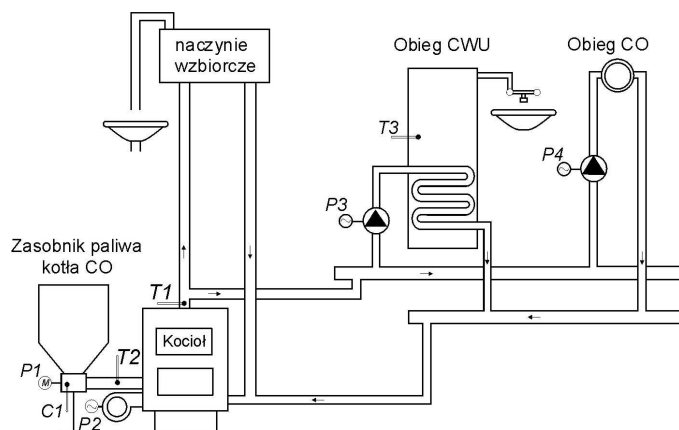 naczynie
wzbiorcze
Obieg CWU
Obieg CO
T3
P4
P3
Zasobnik paliwa
kotła CO
T1
Kocioł
T2
P1
M
C1
P2